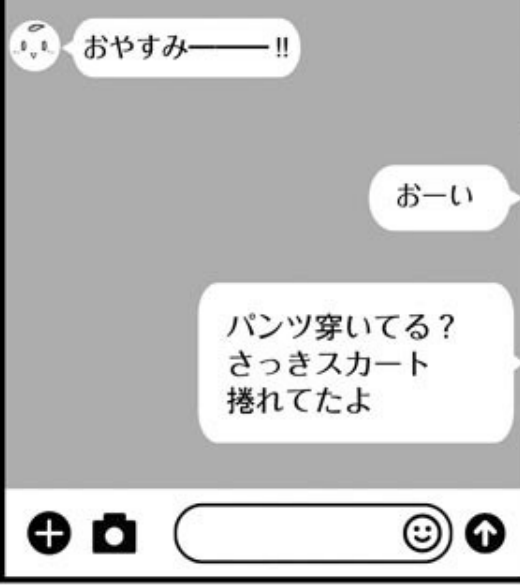 おやすみ―――!!
おーい
パンツ穿いてる？
さっきスカート
捲れてたよ